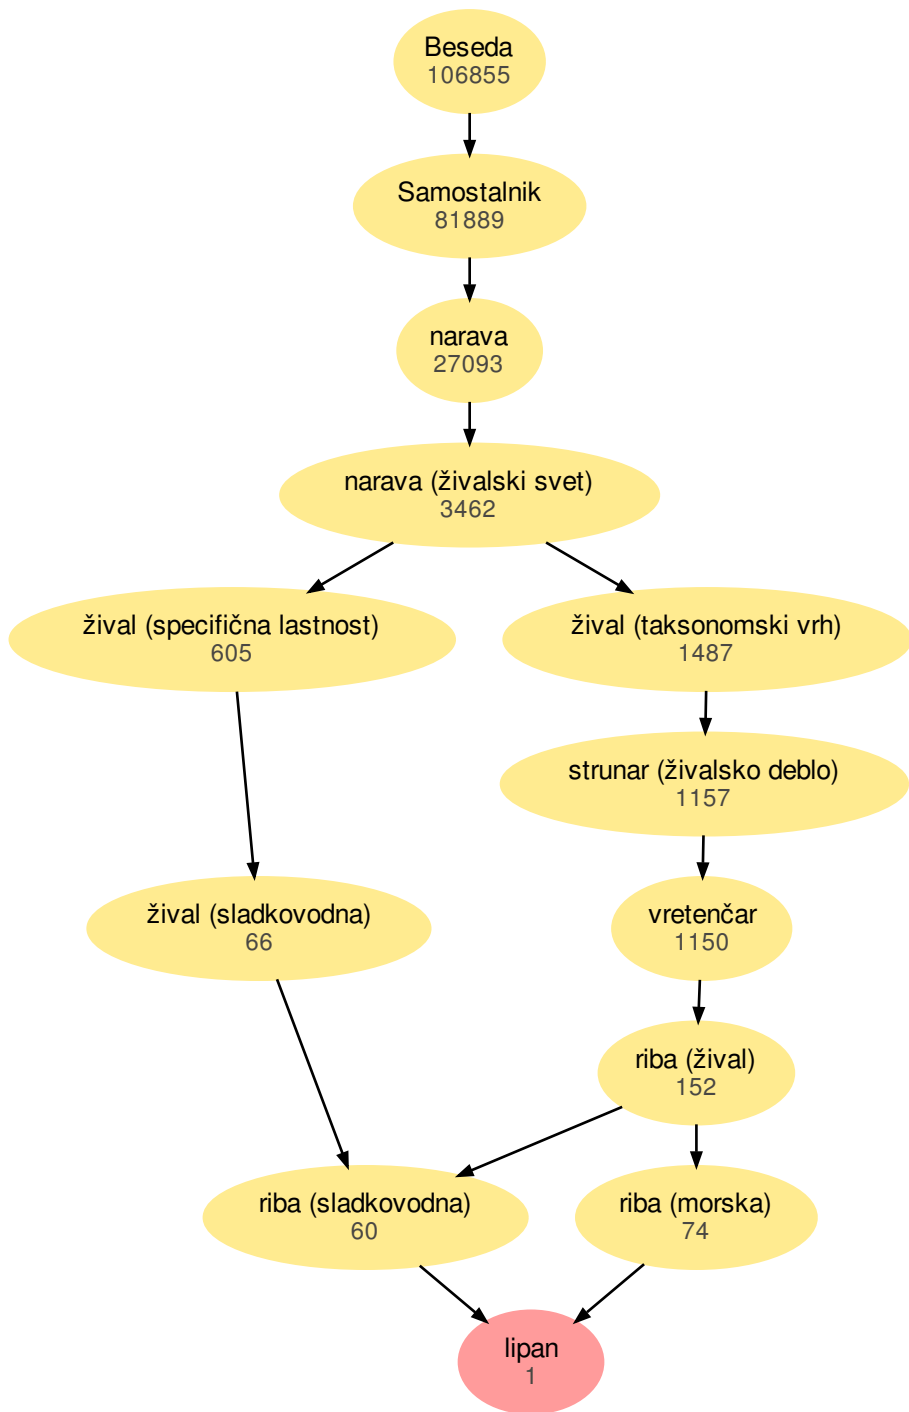 Beseda
106855
Samostalnik
81889
narava
27093
narava (živalski svet)
3462
žival (specifična lastnost)
605
žival (taksonomski vrh)
1487
strunar (živalsko deblo)
1157
žival (sladkovodna)
66
vretenčar
1150
riba (žival)
152
riba (sladkovodna)
60
riba (morska)
74
lipan
1